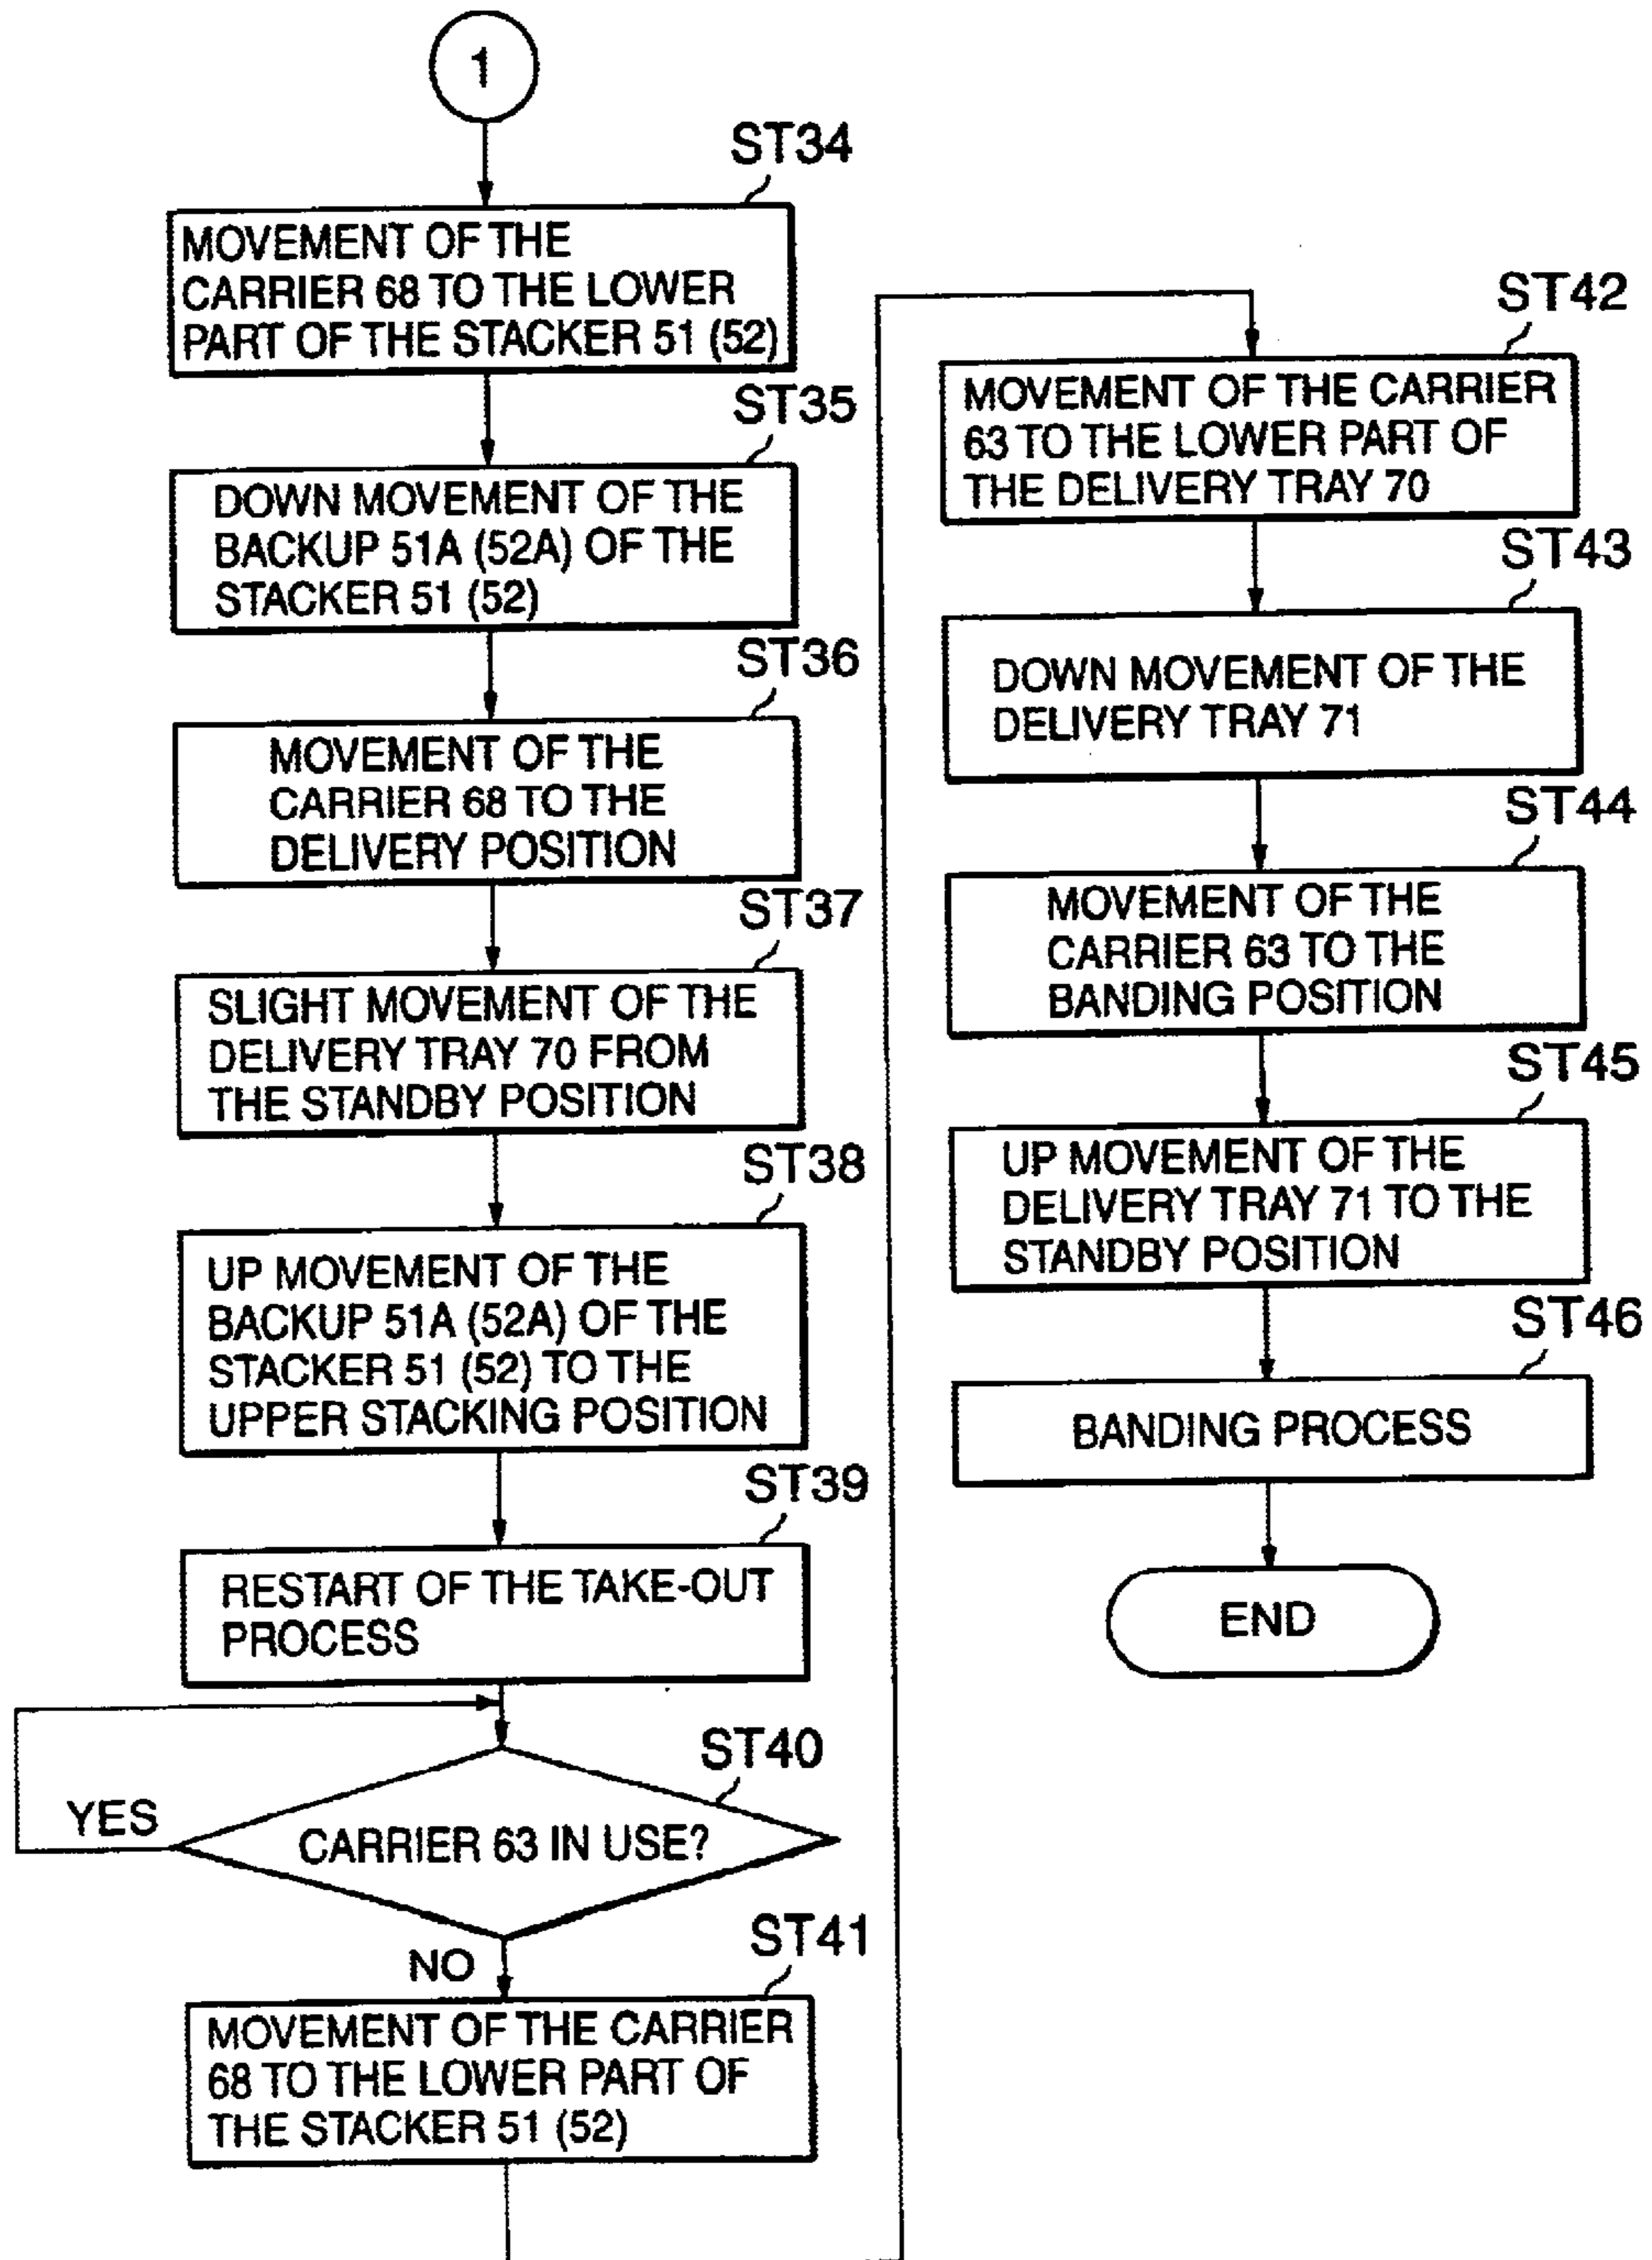 1
ST34
MOVEMENT OF THE
CARRIER 68 TO THE LOWER
PART OF THE STACKER 51 (52)
ST35
DOWN MOVEMENT OF THE
BACKUP 51A (52A) OF THE
STACKER 51 (52)
ST36
MOVEMENT OF THE
CARRIER 68 TO THE
DELIVERY POSITION
ST37
SLIGHT MOVEMENT OF THE
DELIVERY TRAY 70 FROM
THE STANDBY POSITION
ST38
UP MOVEMENT OF THE
BACKUP 51A (52A) OF THE
STACKER 51 (52) TO THE
UPPER STACKING POSITION
ST39
RESTART OF THE TAKE-OUT
PROCESS
ST40
YES
CARRIER 63 IN USE?
NO
ST41
MOVEMENT OF THE CARRIER
68 TO THE LOWER PART OF
THE STACKER 51 (52)
ST42
MOVEMENT OF THE CARRIER
63 TO THE LOWER PART OF
THE DELIVERY TRAY 70
ST43
DOWN MOVEMENT OF THE
DELIVERY TRAY 71
ST44
MOVEMENT OF THE
CARRIER 63 TO THE
BANDING POSITION
ST45
UP MOVEMENT OF THE
DELIVERY TRAY 71 TO THE
STANDBY POSITION
ST46
BANDING PROCESS
END